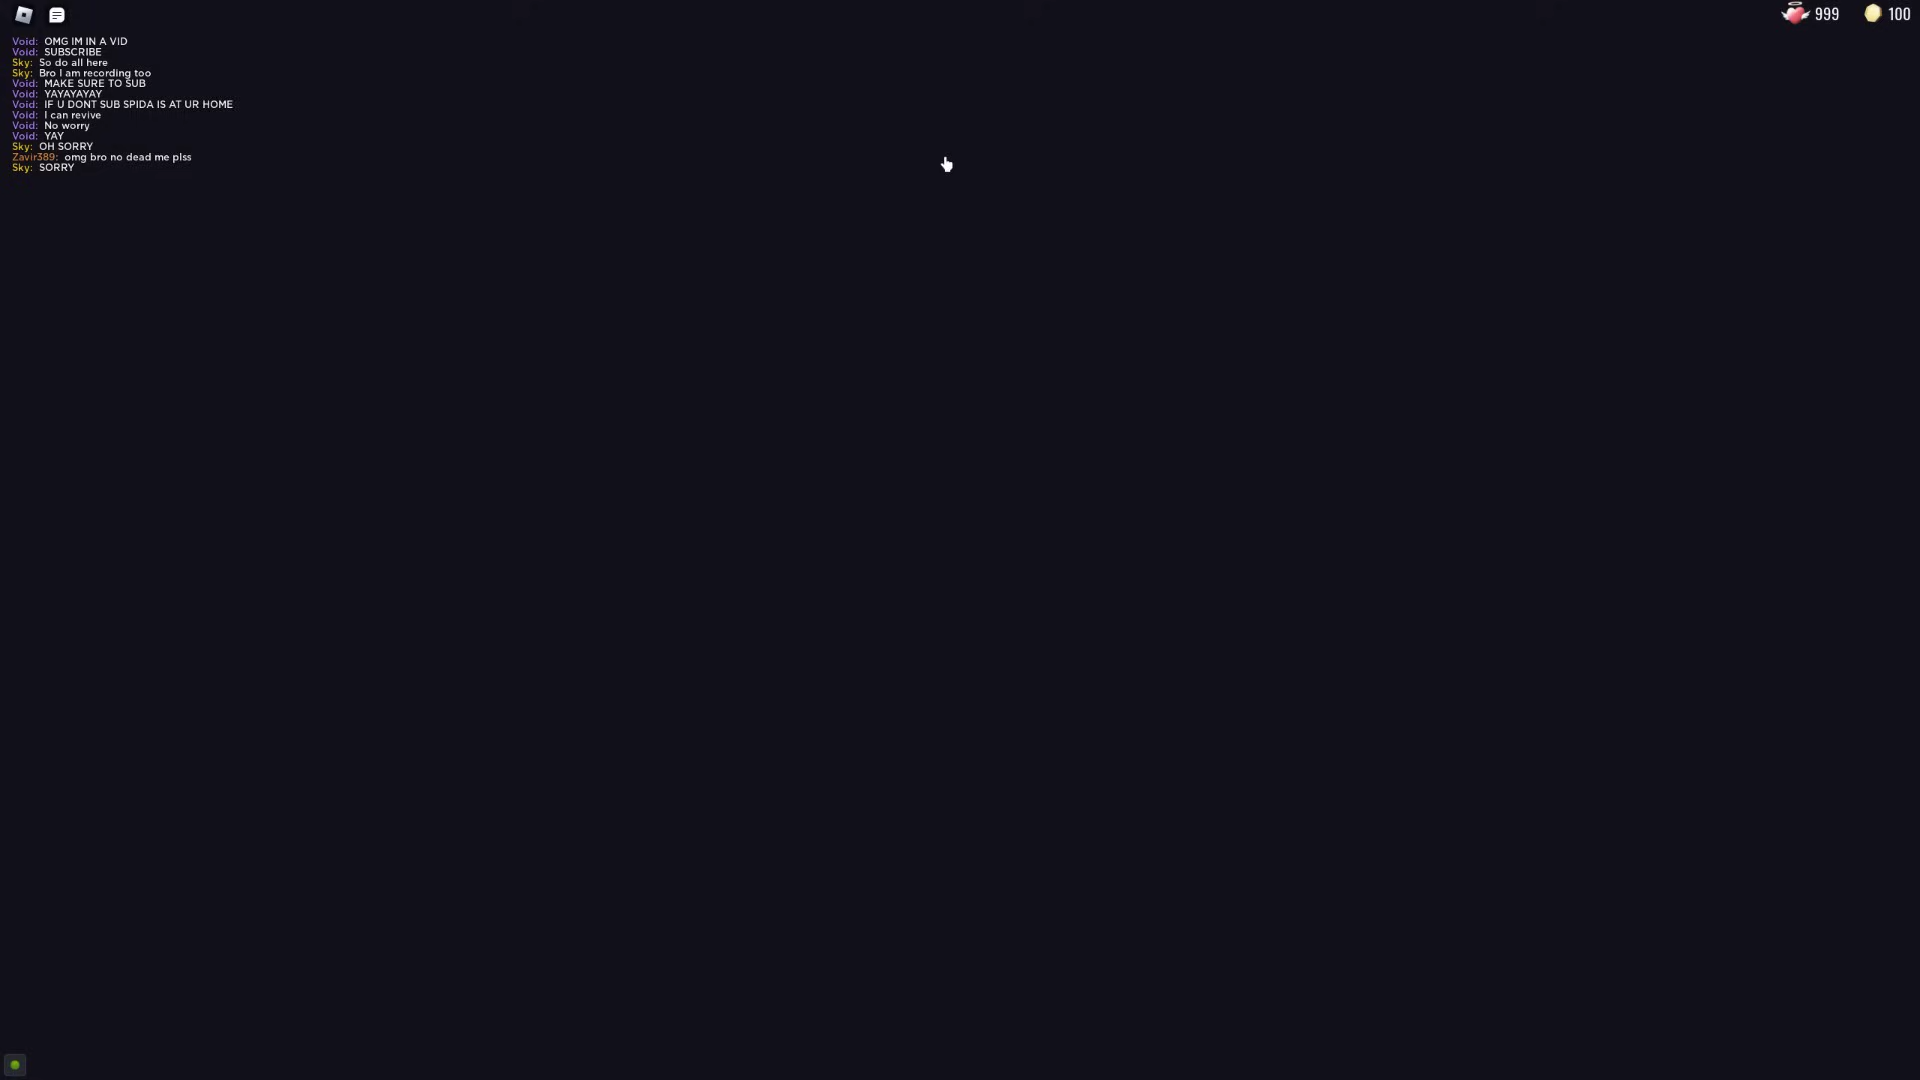 999 100
Void: OMG IM IN A VID
Void: SUBSCRIBE
Sky: So do all here
Sky: Bro I am recording too
Void: MAKE SURE TO SUB
Void: YAYAYAYAY
Void: IF U DONT SUB SPIDA IS AT UR HOME
Void: I can revive
Void: No worry
Void: YAY
Sky: OH SORRY
Zavir389: omg bro no dead me plss
Sky: SORRY